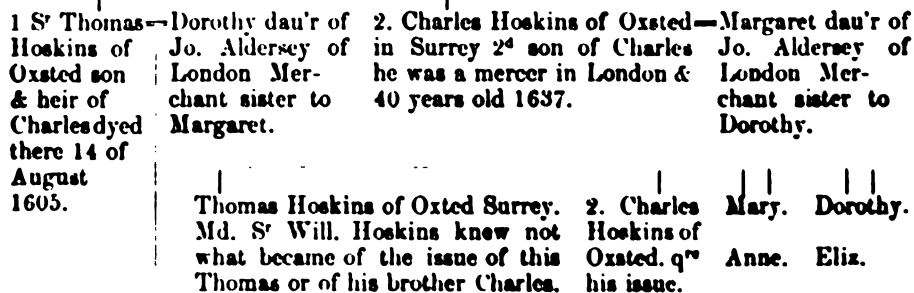 1 Sr Thomas
Hoskins of
Oxsted son
& heir of
Charles dyed
there 14 of
August
1605.
Dorothy dau'r of
Jo. Aldersey of
London Mer-
chant sister to
Margaret.
2. Charles Hoskins of Oxsted
in Surrey 2d son of Charles
he was a mercer in London &
40 years old 1637.
Margaret dau'r of
Jo. Aldersey of
London Mer-
chant sister to
Dorothy.
Thomas Hoskins of Oxted Surrey.
Md. Sr Will. Hoskins knew not
what became of the issue of this
Thomas or of his brother Charles.
2. Charles
Hoskins of
Oxsted. qre
his issue.
Mary. Dorothy.
Anne. Eliz.